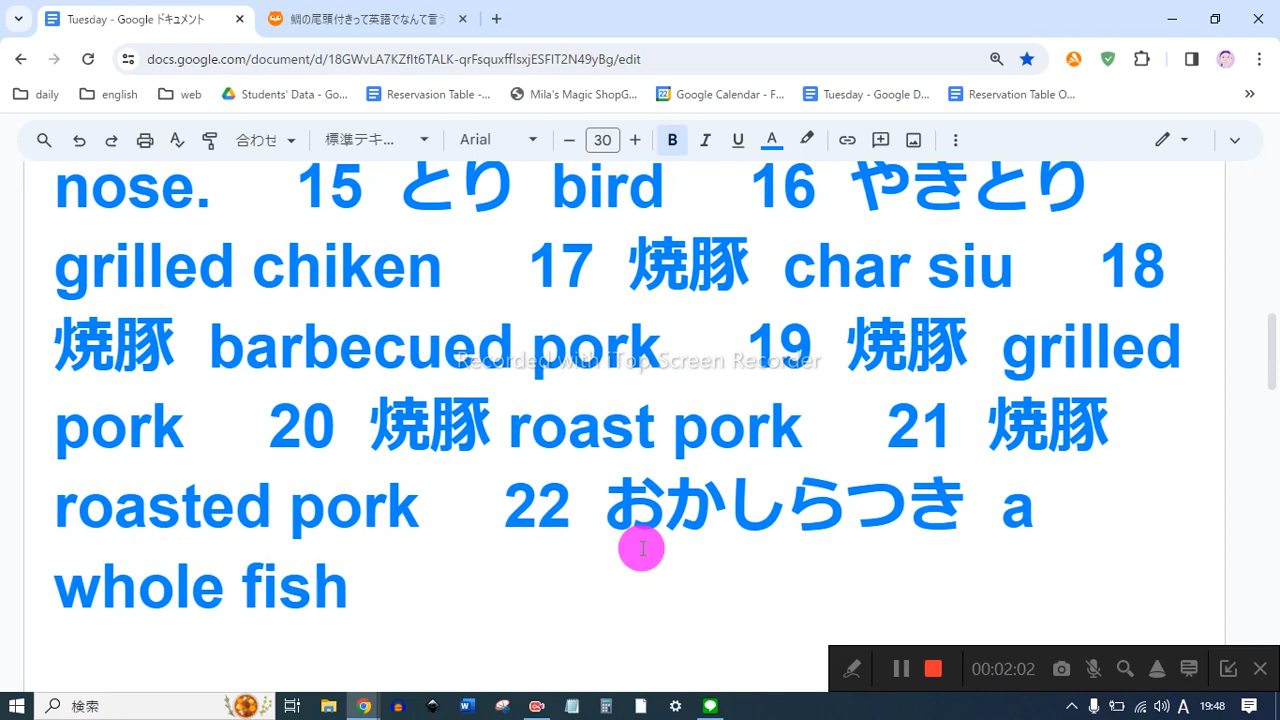 Tuesday - Google ドキュメント
鯛の尾頭付きって英語でなんて言う
docs.google.com/document/d/18GWvLA7KZflt6TALK-qrFsquxfflsxjESFIT2N49yBg/edit
daily english web Students' Data - Go... Reservasion Table -... Mila's Magic ShopG... Google Calendar - F... Tuesday - Google D... Reservation Table O...
合わせ 標準テキ... Arial 30 B I U A
nose. 15 とり bird 16 やきとり
grilled chiken 17 焼豚 char siu 18
焼豚 barbecued pork 19 焼豚 grilled
Recorded with iTop Screen Recorder
pork 20 焼豚 roast pork 21 焼豚
roasted pork 22 おかしらつき a
whole fish
00:02:02
検索 A 19:48